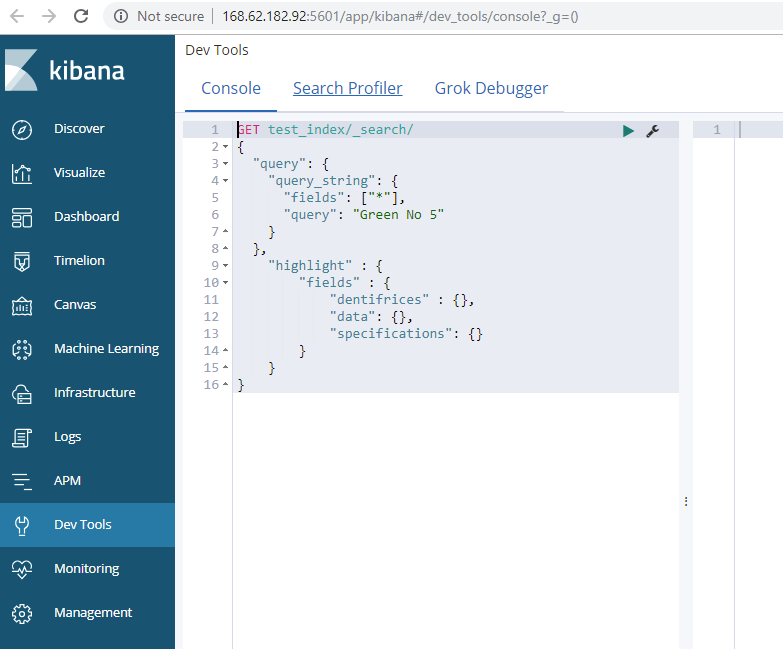 Not secure | 168.62.182.92:5601/app/kibana#/dev_tools/console?_g=()
kibana
Discover
Visualize
Dashboard
Timelion
Canvas
Machine Learning
Infrastructure
Logs
APM
Dev Tools
Monitoring
Management
Dev Tools
Console Search Profiler Grok Debugger
1 GET test_index/_search/
2 {
3 "query": {
4 "query_string": {
5 "fields": ["*"],
6 "query": "Green No 5"
7 }
8 },
9 "highlight" : {
10 "fields" : {
11 "dentifrices" : {},
12 "data": {},
13 "specifications": {}
14 }
15 }
16 }
1